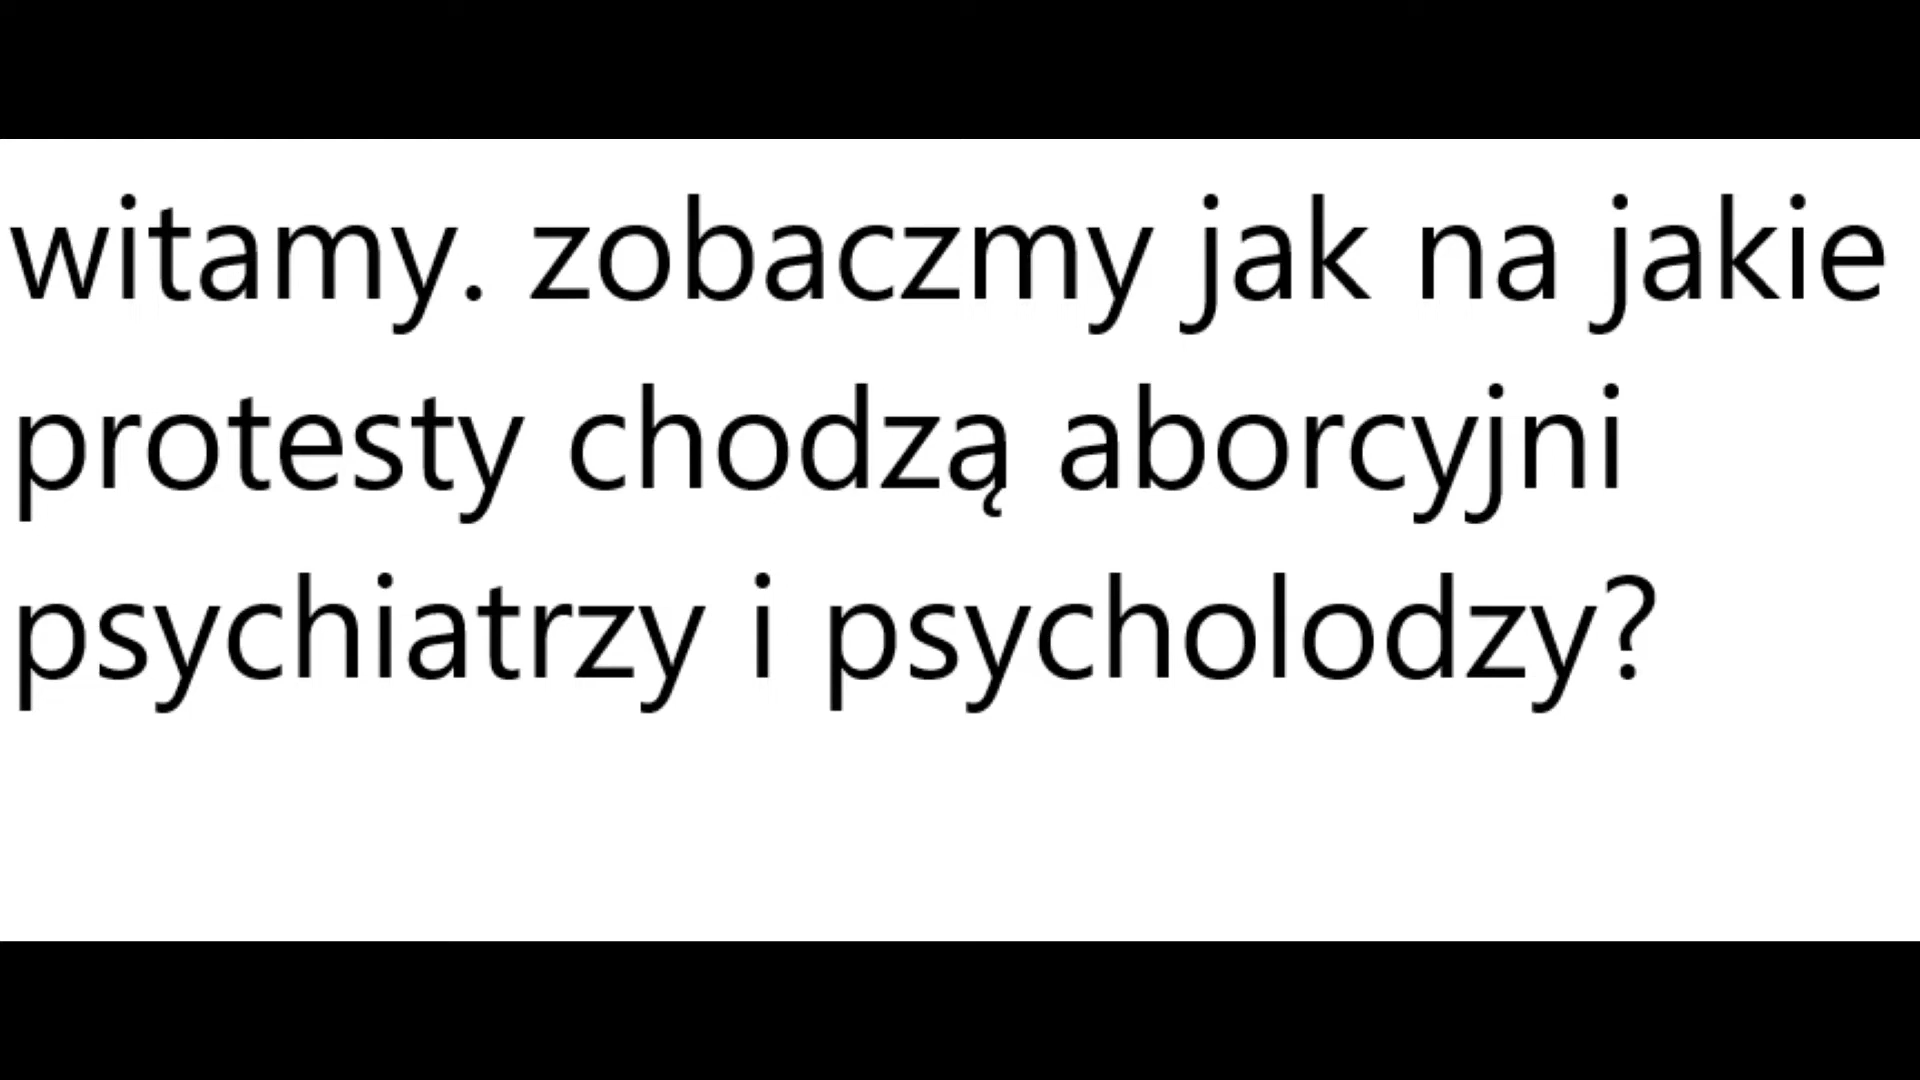 witamy. zobaczmy jak na jakie
protesty chodzą aborcyjni
psychiatrzy i psycholodzy?